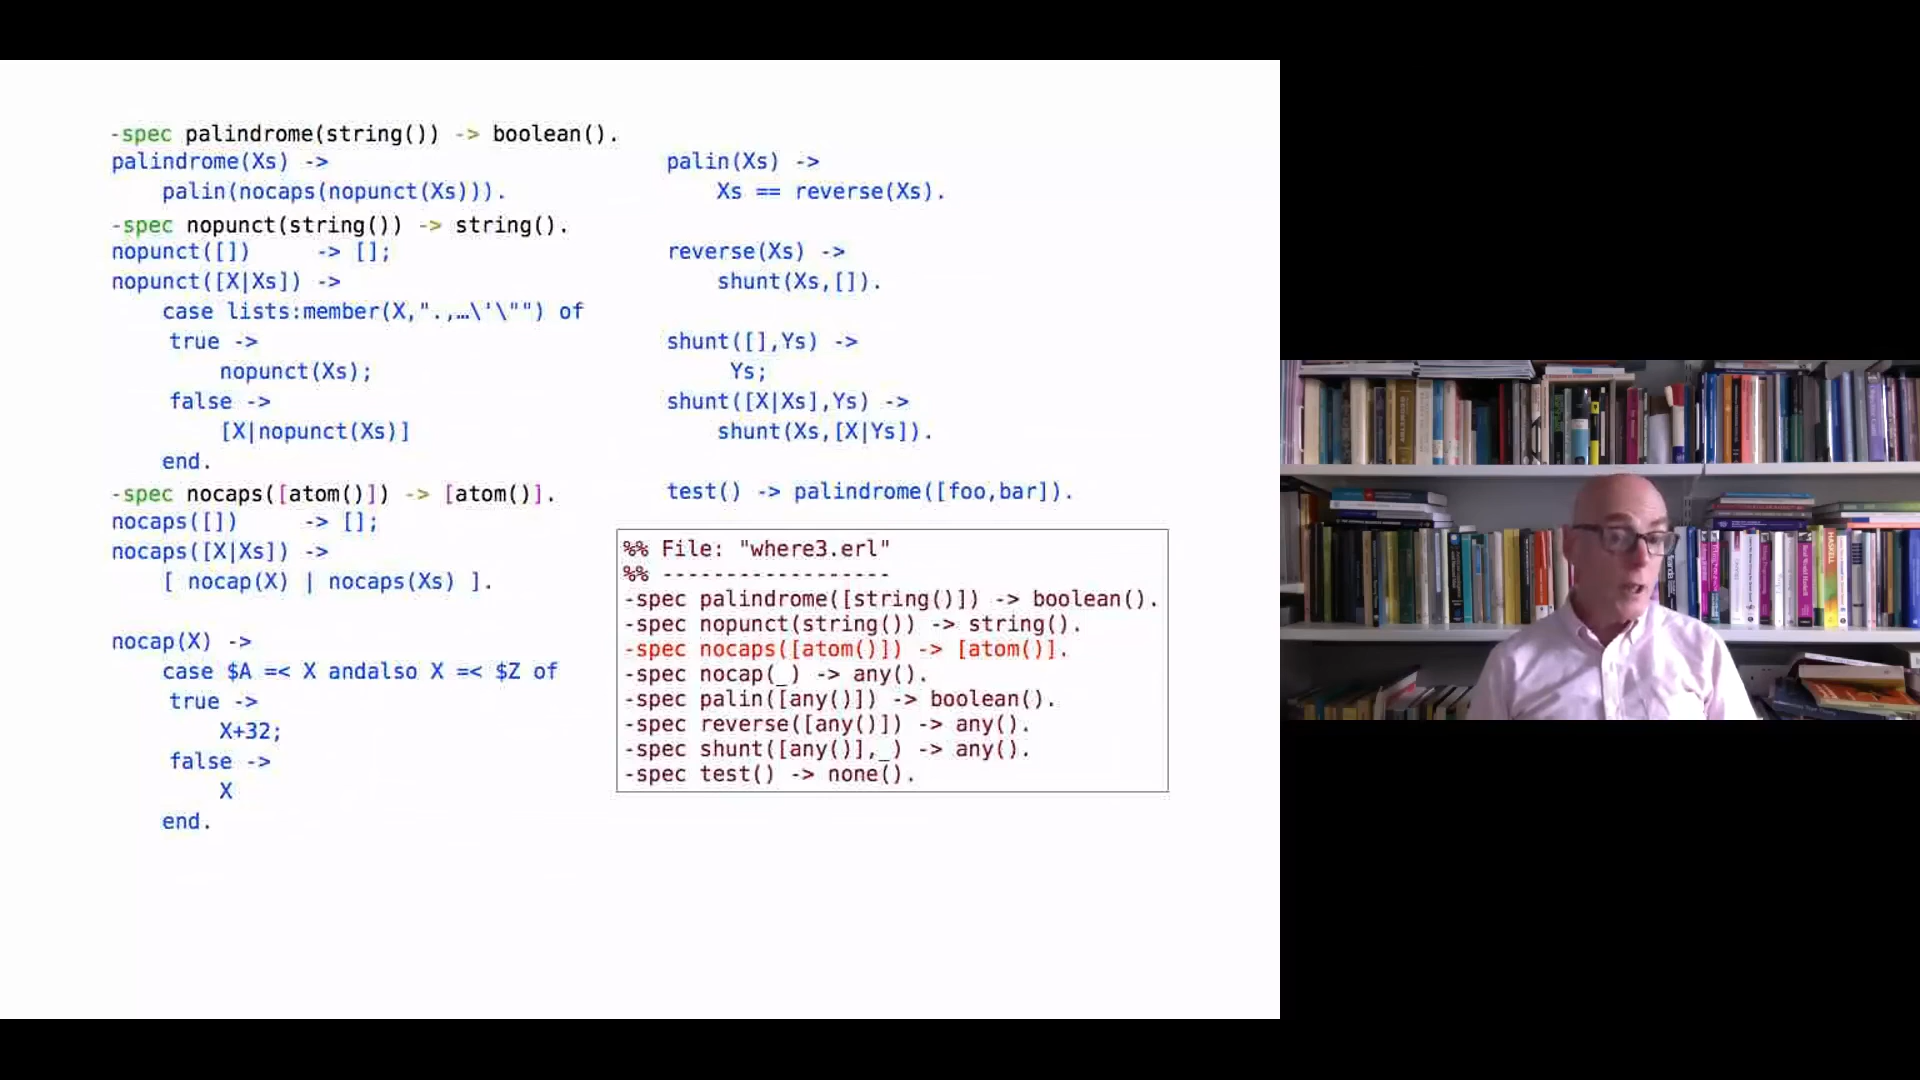 -spec palindrome(string()) -> boolean().
palindrome(Xs) ->
    palin(nocaps(nopunct(Xs))).
-spec nopunct(string()) -> string().
nopunct([])     -> [];
nopunct([X|Xs]) ->
    case lists:member(X,".,…\'\"") of
    true ->
        nopunct(Xs);
    false ->
        [X|nopunct(Xs)]
    end.
-spec nocaps([atom()]) -> [atom()].
nocaps([])     -> [];
nocaps([X|Xs]) ->
    [ nocap(X) | nocaps(Xs) ].
nocap(X) ->
    case $A =< X andalso X =< $Z of
    true ->
        X+32;
    false ->
        X
    end.
palin(Xs) ->
    Xs == reverse(Xs).
reverse(Xs) ->
    shunt(Xs,[]).
shunt([],Ys) ->
    Ys;
shunt([X|Xs],Ys) ->
    shunt(Xs,[X|Ys]).
test() -> palindrome([foo,bar]).
%% File: "where3.erl"
%% ------------------
-spec palindrome([string()]) -> boolean().
-spec nopunct(string()) -> string().
-spec nocaps([atom()]) -> [atom()].
-spec nocap(_) -> any().
-spec palin([any()]) -> boolean().
-spec reverse([any()]) -> any().
-spec shunt([any()],_) -> any().
-spec test() -> none().
HASKELL